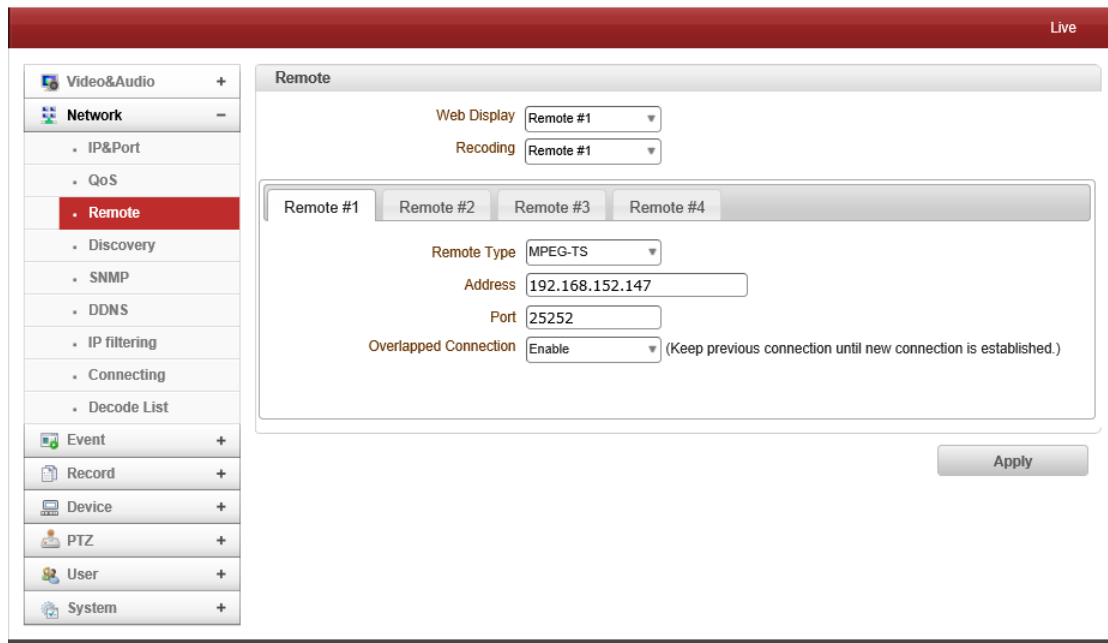 Live
Video&Audio +
Network −
IP&Port
QoS
Remote
Discovery
SNMP
DDNS
IP filtering
Connecting
Decode List
Event +
Record +
Device +
PTZ +
User +
System +
Remote
Web Display Remote #1
Recoding Remote #1
Remote #1 Remote #2 Remote #3 Remote #4
Remote Type MPEG-TS
Address 192.168.152.147
Port 25252
Overlapped Connection Enable (Keep previous connection until new connection is established.)
Apply